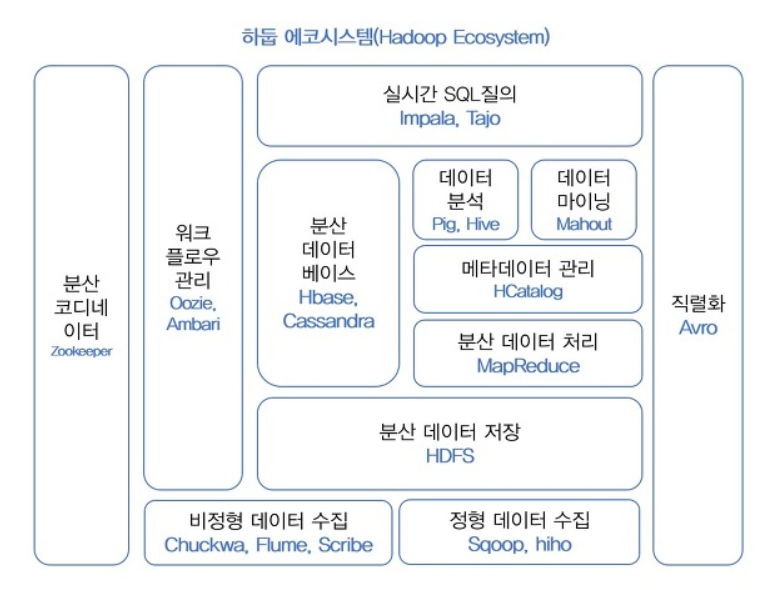 하둡 에코시스템(Hadoop Ecosystem)
분산
코디네
이터
Zookeeper
워크
플로우
관리
Oozie,
Ambari
실시간 SQL질의
Impala, Tajo
분산
데이터
베이스
Hbase,
Cassandra
데이터
분석
Pig, Hive
데이터
마이닝
Mahout
메타데이터 관리
HCatalog
분산 데이터 처리
MapReduce
분산 데이터 저장
HDFS
비정형 데이터 수집
Chuckwa, Flume, Scribe
정형 데이터 수집
Sqoop, hiho
직렬화
Avro